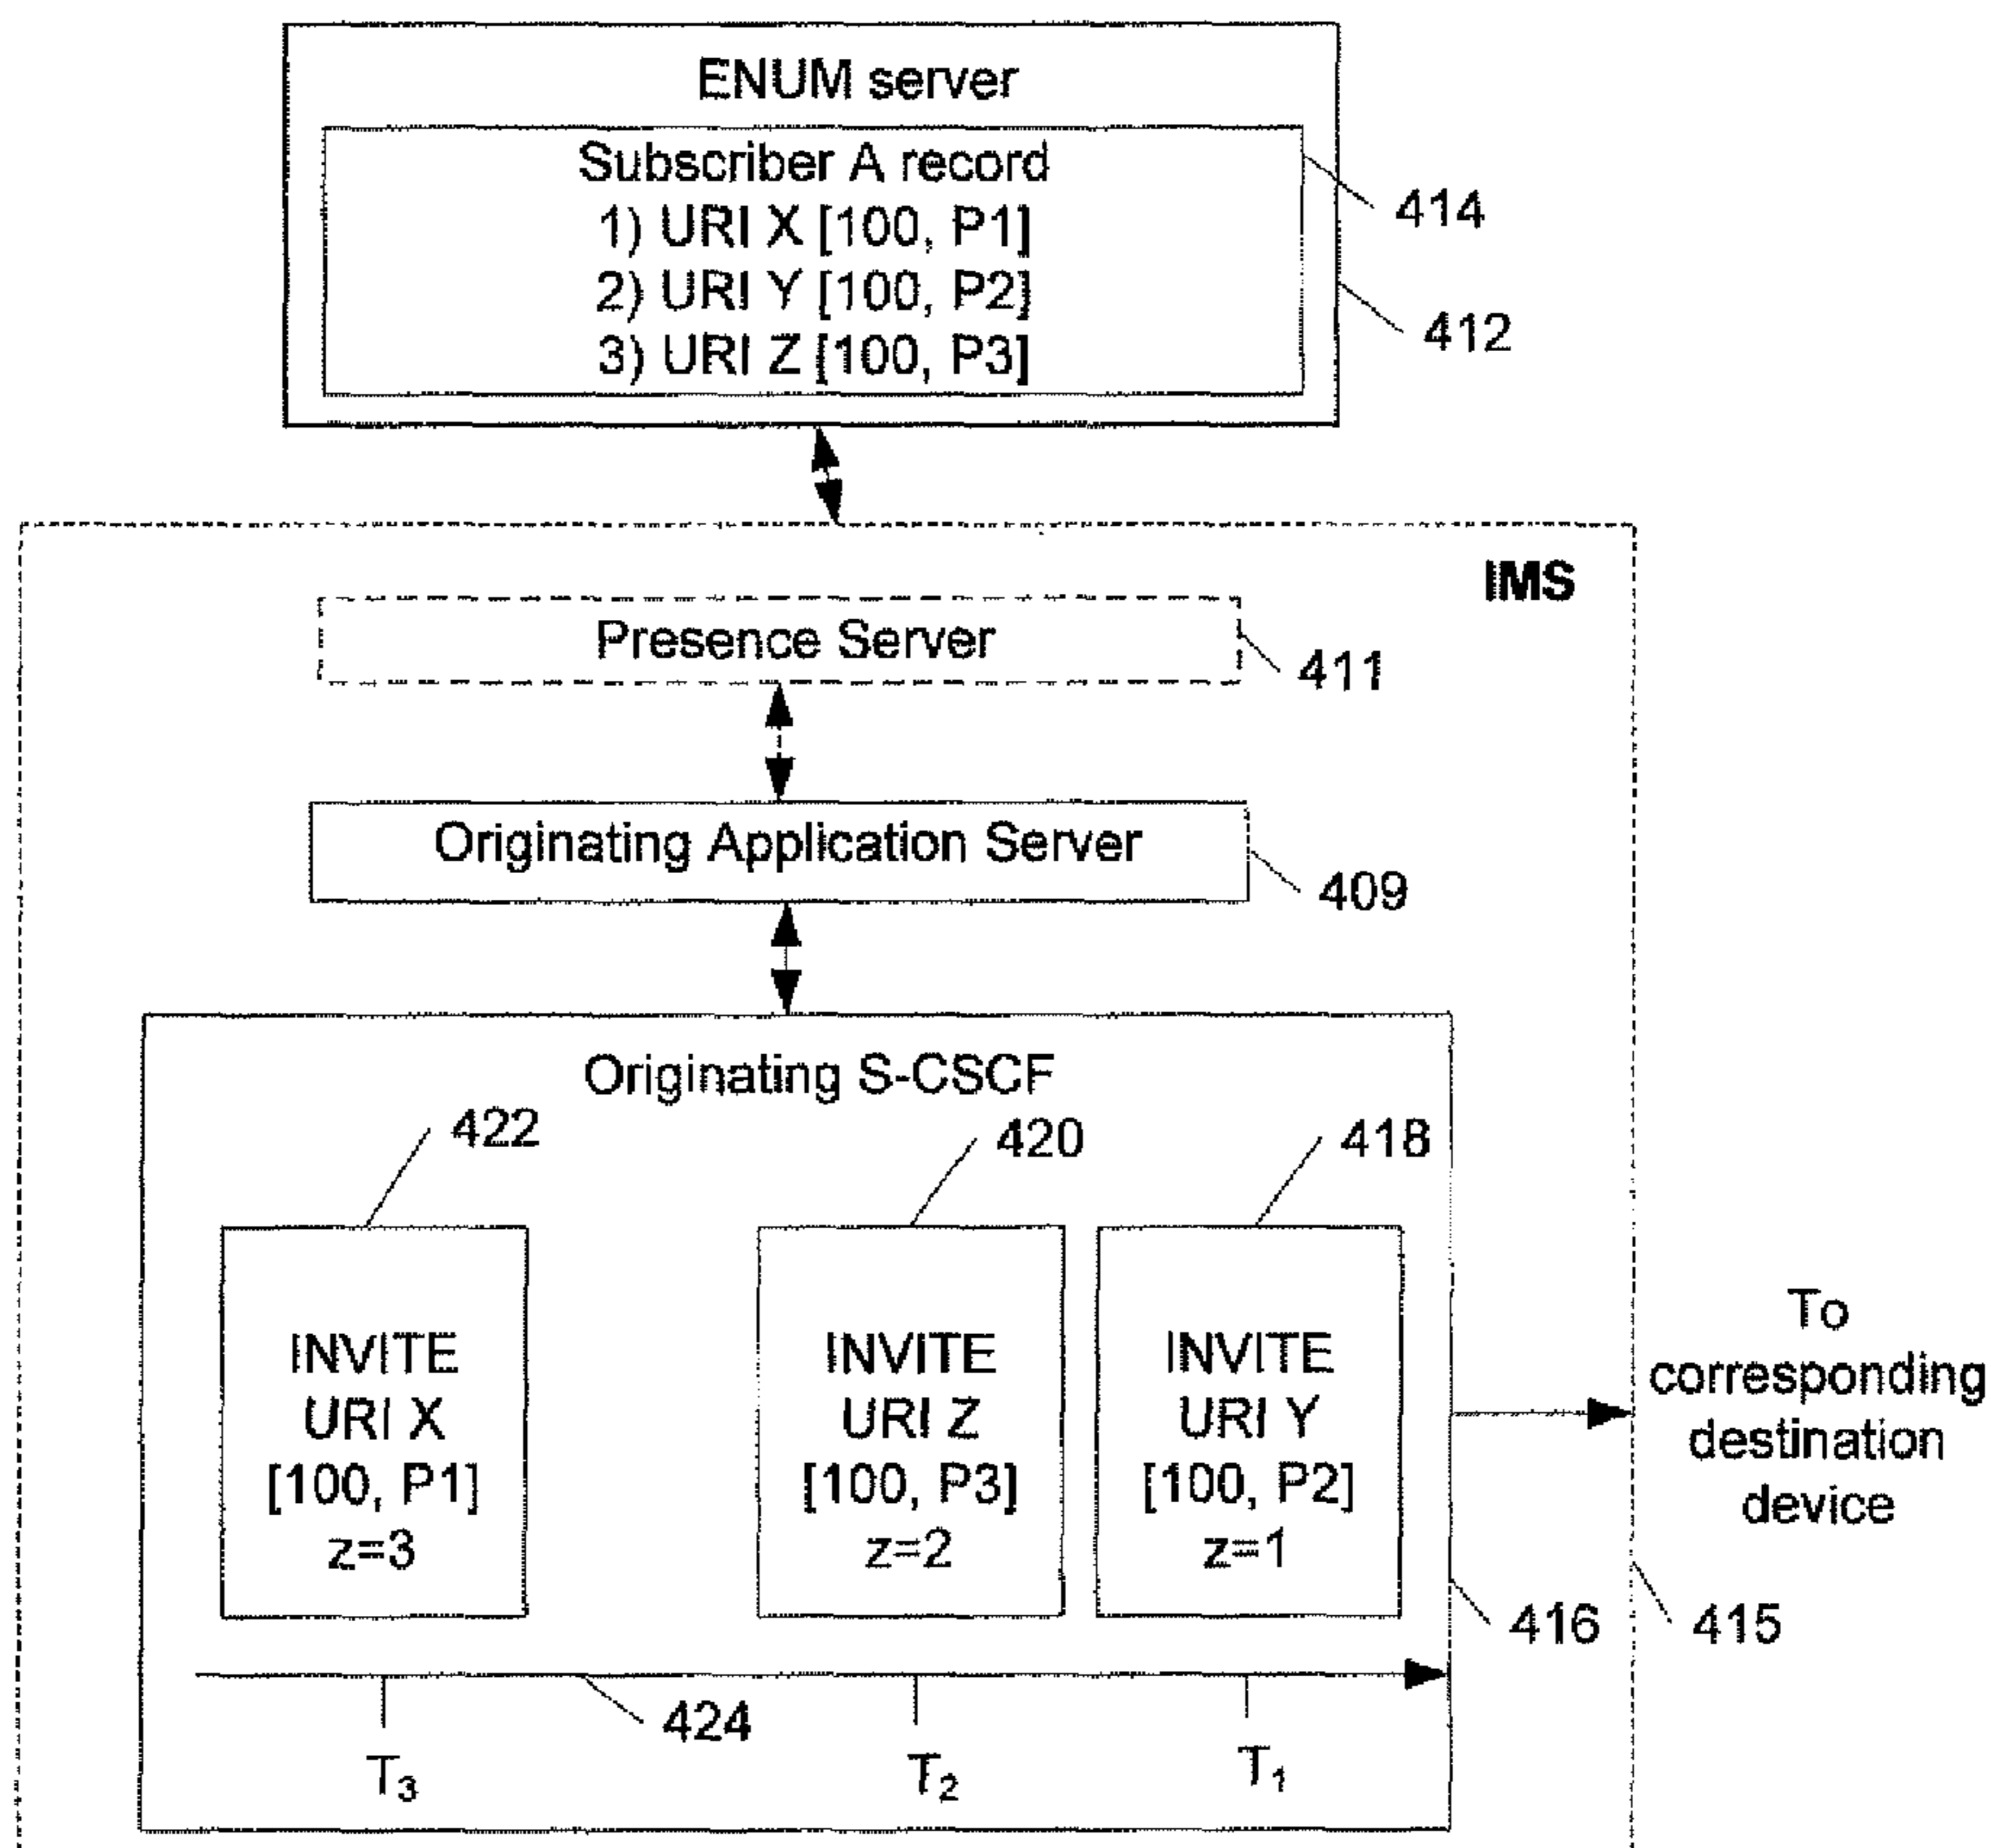 ENUM server
Subscriber A record
1) URI X [100, P1]
2) URI Y [100, P2]
3) URI Z [100, P3]
414
412
IMS
Presence Server
411
Originating Application Server
409
Originating S-CSCF
422
420
418
INVITE
URI X
[100, P1]
z=3
INVITE
URI Z
[100, P3]
z=2
INVITE
URI Y
[100, P2]
z=1
To
corresponding
destination
device
416
415
424
T3
T2
T1